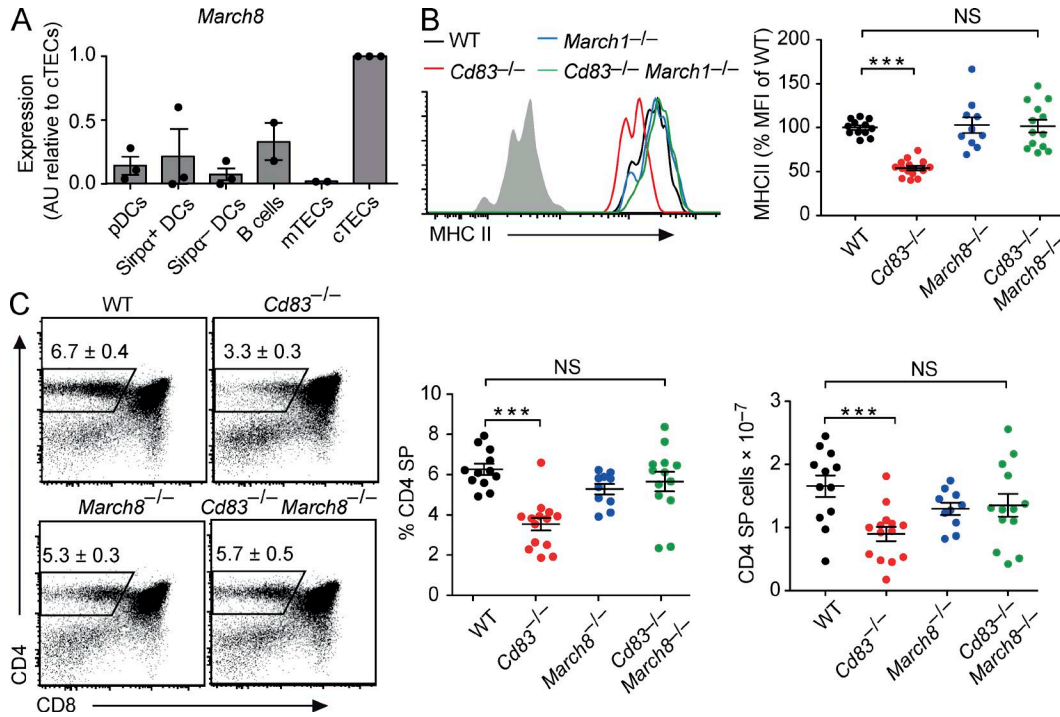 A
March8
Expression
(AU relative to cTECs)
1.0
0.5
0.0
pDCs
Sirpα+ DCs
Sirpα– DCs
B cells
mTECs
cTECs
B
WT
March1–/–
Cd83–/–
Cd83–/– March1–/–
MHC II
NS
***
MHCII (% MFI of WT)
200
150
100
50
0
WT
Cd83–/–
March8–/–
Cd83–/–
March8–/–
C
WT
Cd83–/–
6.7 ± 0.4
3.3 ± 0.3
March8–/–
Cd83–/– March8–/–
5.3 ± 0.3
5.7 ± 0.5
CD4
CD8
NS
***
% CD4 SP
10
8
6
4
2
0
WT
Cd83–/–
March8–/–
Cd83–/–
March8–/–
NS
***
CD4 SP cells × 10–7
3
2
1
0
WT
Cd83–/–
March8–/–
Cd83–/–
March8–/–